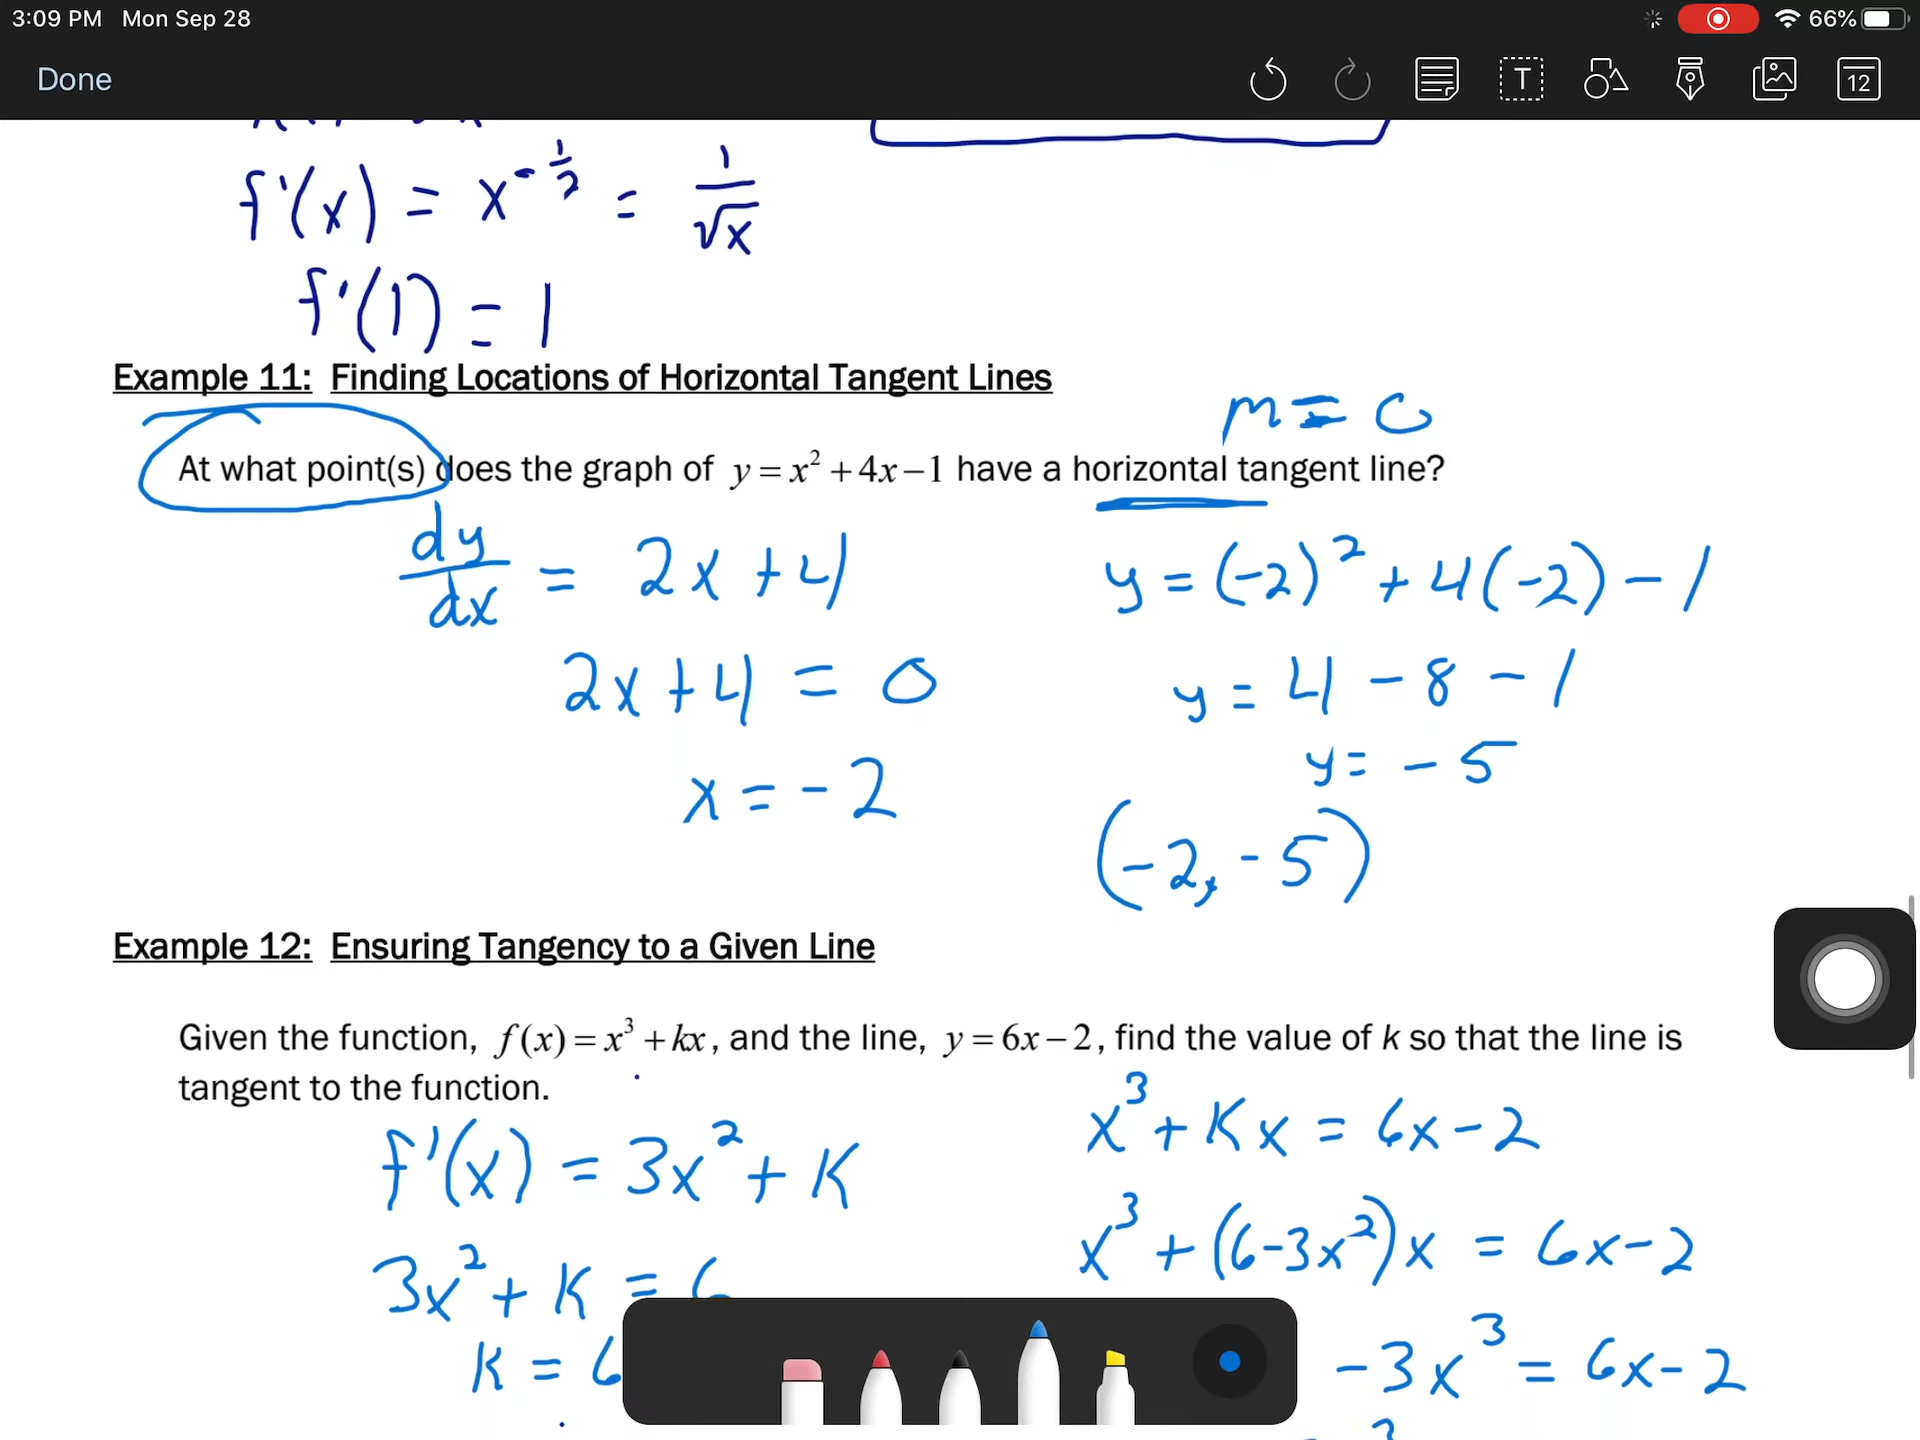 3:09 PM Mon Sep 28
66%
Done
T
12
f'(x) = x^{-1/2} = 1/√x
f'(1) = 1
Example 11: Finding Locations of Horizontal Tangent Lines
m = 0
At what point(s) does the graph of y = x² + 4x − 1 have a horizontal tangent line?
dy/dx = 2x + 4
y = (-2)² + 4(-2) - 1
2x + 4 = 0
y = 4 - 8 - 1
y = -5
x = -2
(-2, -5)
Example 12: Ensuring Tangency to a Given Line
Given the function, f(x) = x³ + kx, and the line, y = 6x − 2, find the value of k so that the line is
tangent to the function.
f'(x) = 3x² + K
x³ + Kx = 6x - 2
x³ + (6 - 3x²)x = 6x - 2
3x² + K = 6
K = 6
- 3x³ = 6x - 2